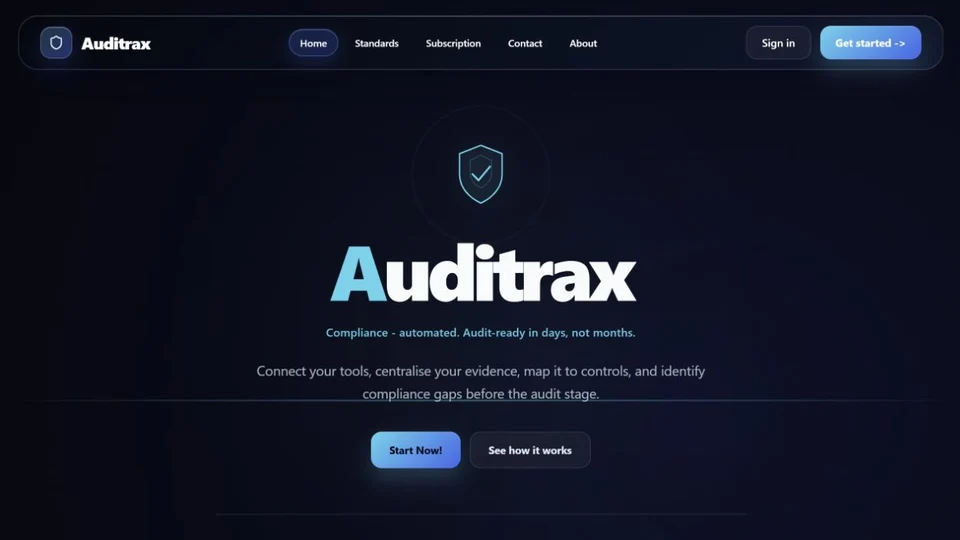 Auditrax
Home
Standards
Subscription
Contact
About
Sign in
Get started ->
Auditrax
Compliance - automated. Audit-ready in days, not months.
Connect your tools, centralise your evidence, map it to controls, and identify
compliance gaps before the audit stage.
Start Now!
See how it works